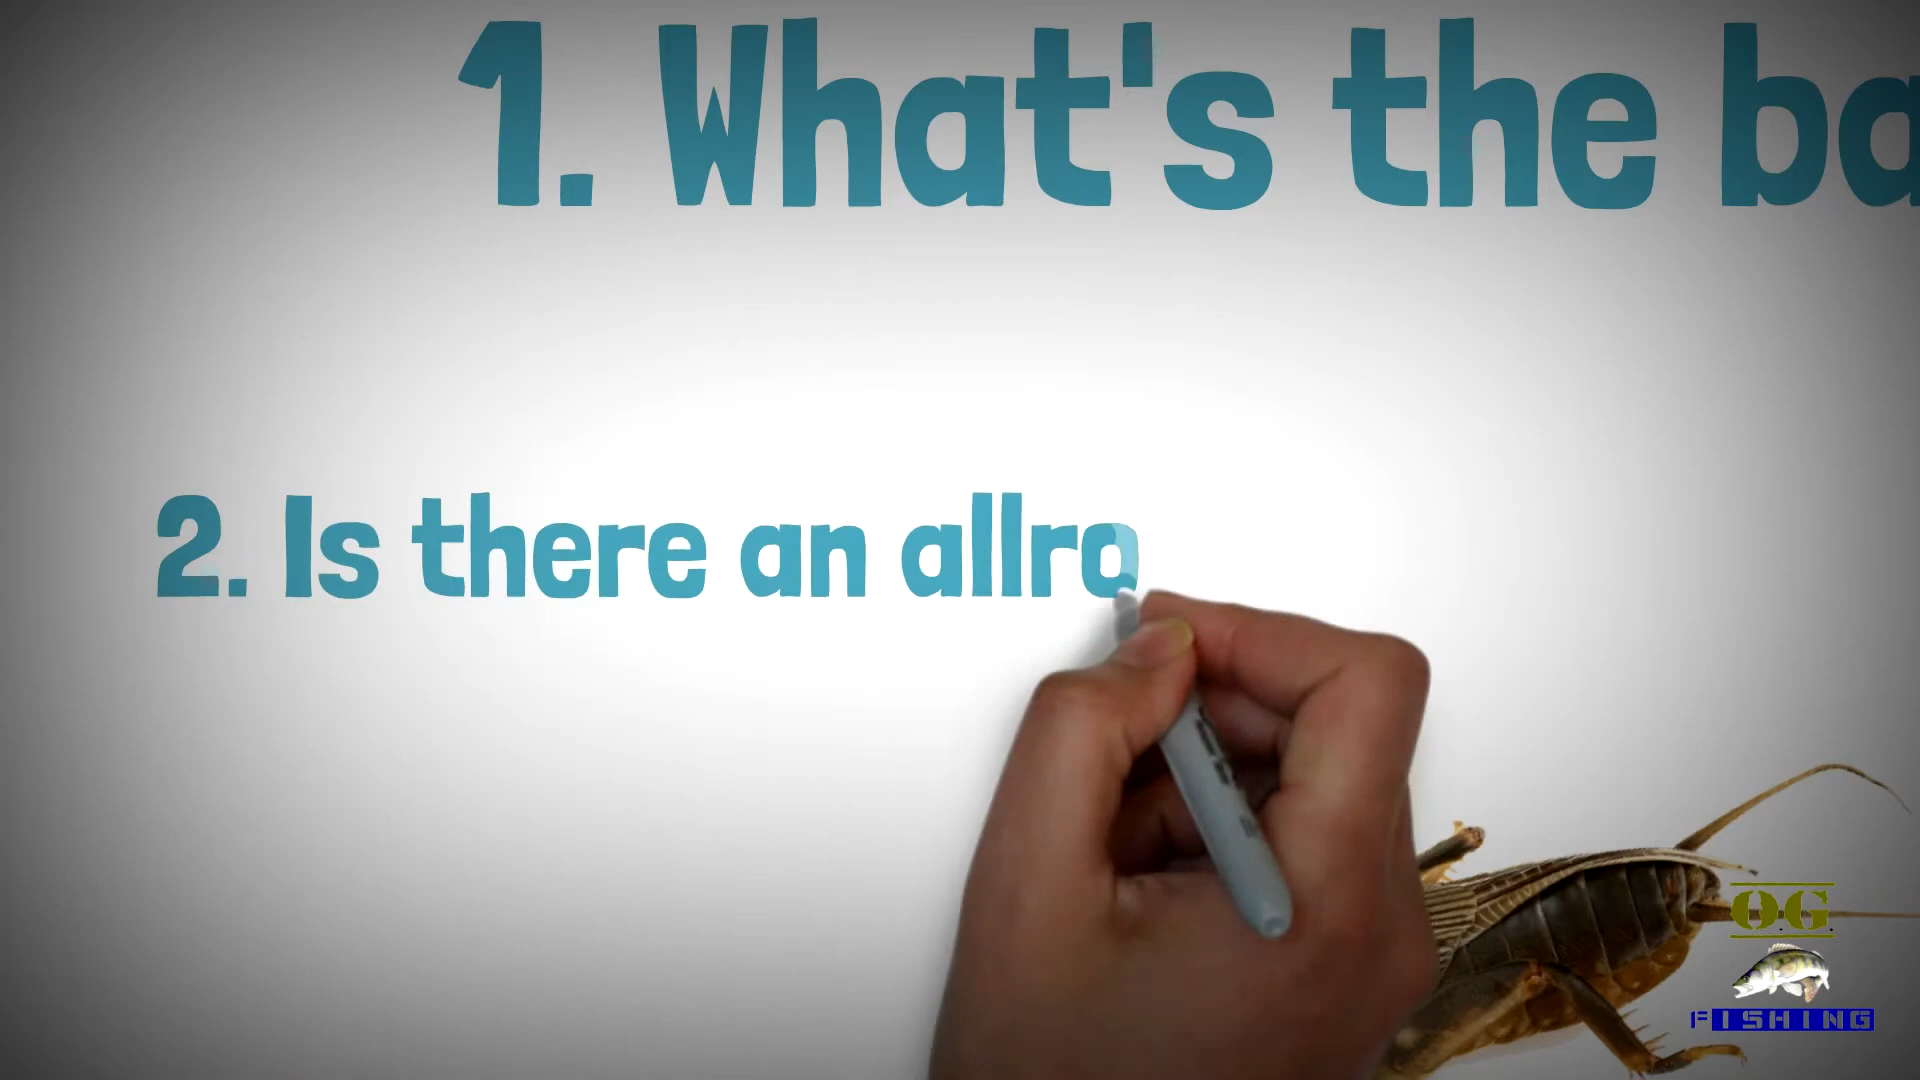 1. What's the ba
2. Is there an allro
O.G.
FISHING